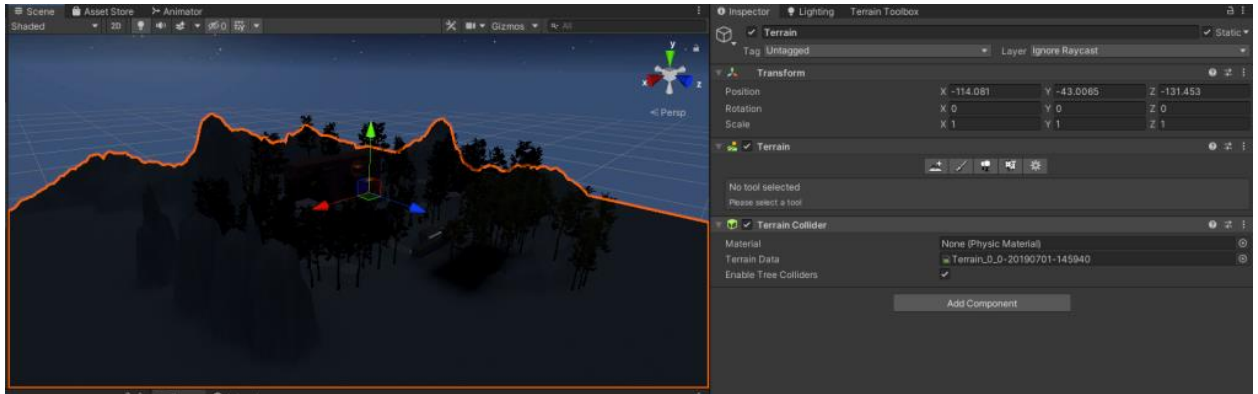 Scene Asset Store Animator
Shaded 2D 0 Gizmos All
y
x z
Persp
Inspector Lighting Terrain Toolbox
Terrain Static
Tag Untagged Layer Ignore Raycast
Transform
Position X -114.081 Y -43.0065 Z -131.453
Rotation X 0 Y 0 Z 0
Scale X 1 Y 1 Z 1
Terrain
No tool selected
Please select a tool
Terrain Collider
Material None (Physic Material)
Terrain Data Terrain_0_0-20190701-145940
Enable Tree Colliders
Add Component